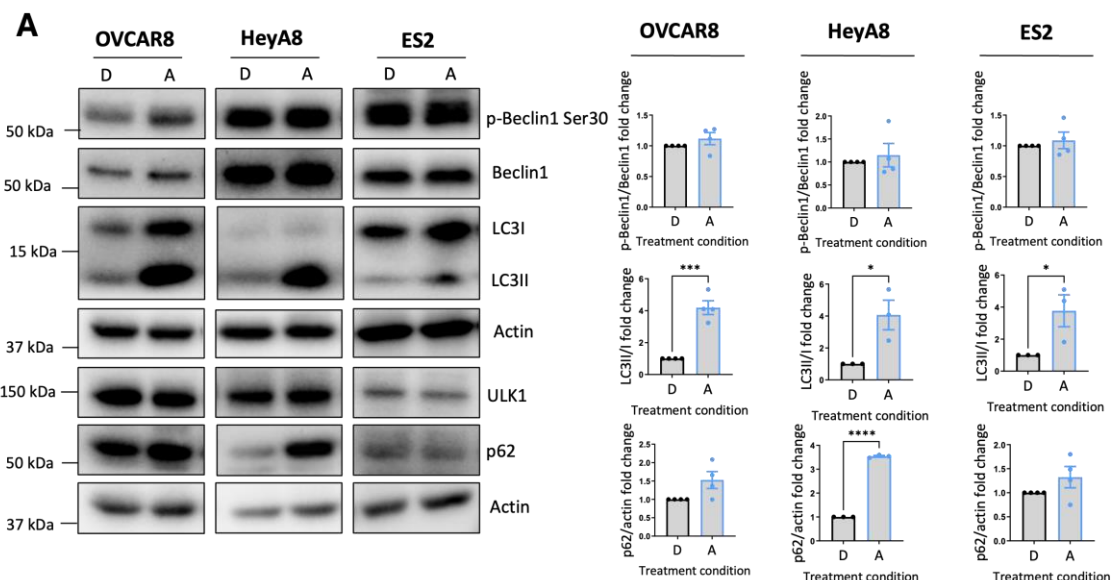 A
OVCAR8 HeyA8 ES2
D A D A D A
50 kDa p-Beclin1 Ser30
50 kDa Beclin1
LC3I
15 kDa
LC3II
Actin
37 kDa
150 kDa ULK1
p62
50 kDa
Actin
37 kDa
OVCAR8 HeyA8 ES2
p-Beclin1/Beclin1 fold change
1.5
1.0
0.5
0.0
D A
Treatment condition
p-Beclin1/Beclin1 fold change
2.0
1.5
1.0
0.5
0.0
D A
Treatment condition
p-Beclin1/Beclin1 fold change
1.5
1.0
0.5
0.0
D A
Treatment condition
LC3II/I fold change
***
6
4
2
0
D A
Treatment condition
LC3II/I fold change
*
6
4
2
0
D A
Treatment condition
LC3II/I fold change
*
6
4
2
0
D A
Treatment condition
p62/actin fold change
2.5
2.0
1.5
1.0
0.5
0.0
D A
Treatment condition
p62/actin fold change
****
4
3
2
1
0
D A
Treatment condition
p62/actin fold change
2.0
1.5
1.0
0.5
0.0
D A
Treatment condition